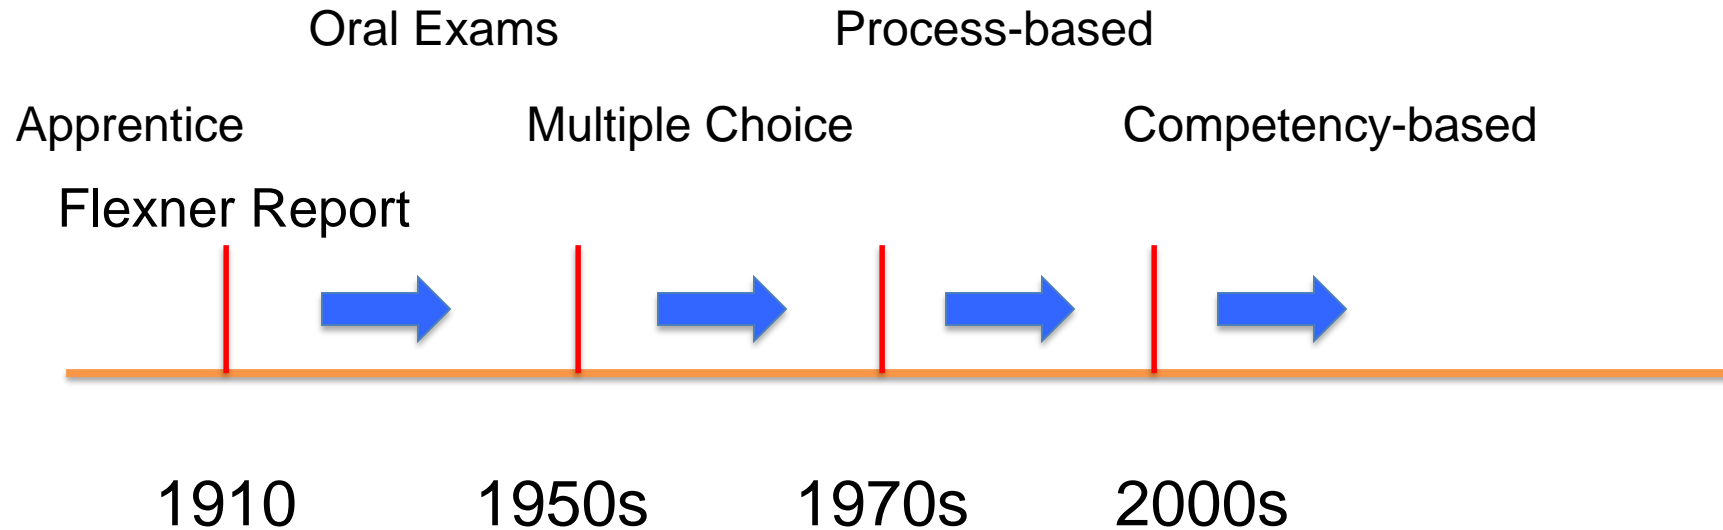 Oral Exams
Process-based
Apprentice
Multiple Choice
Competency-based
Flexner Report
1910
1950s
1970s
2000s